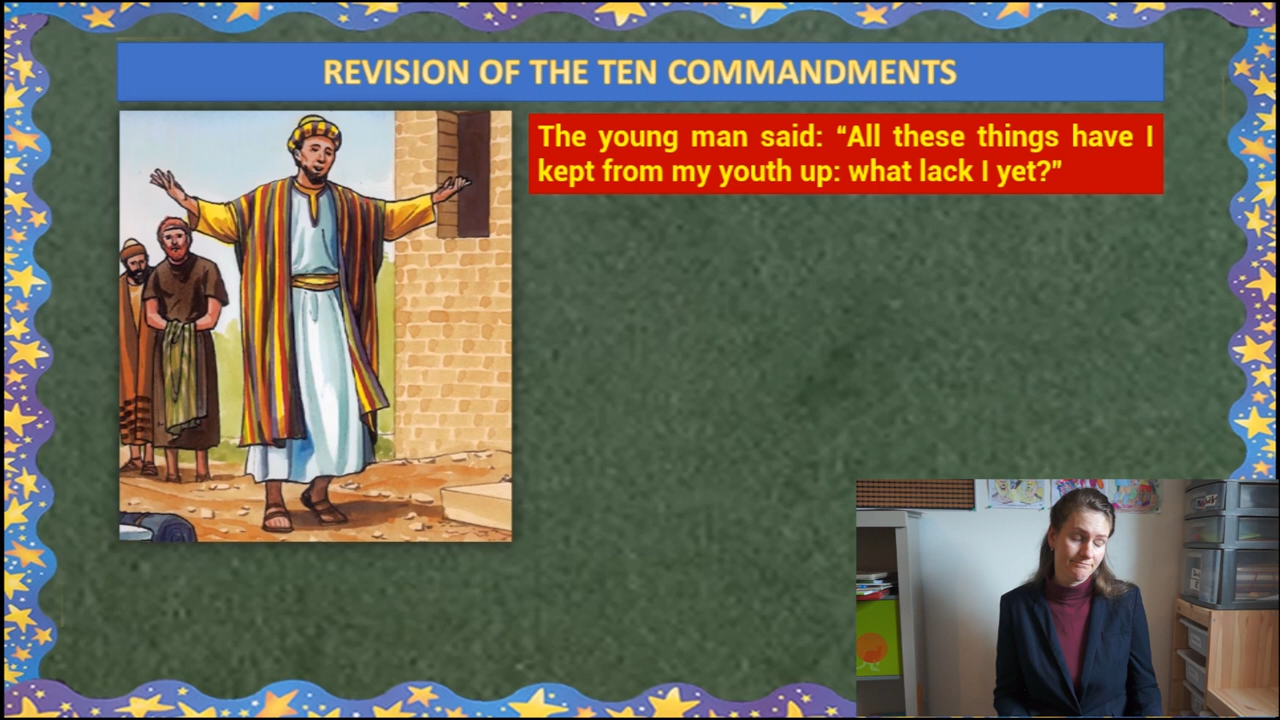 REVISION OF THE TEN COMMANDMENTS
The young man said: “All these things have I
kept from my youth up: what lack I yet?”